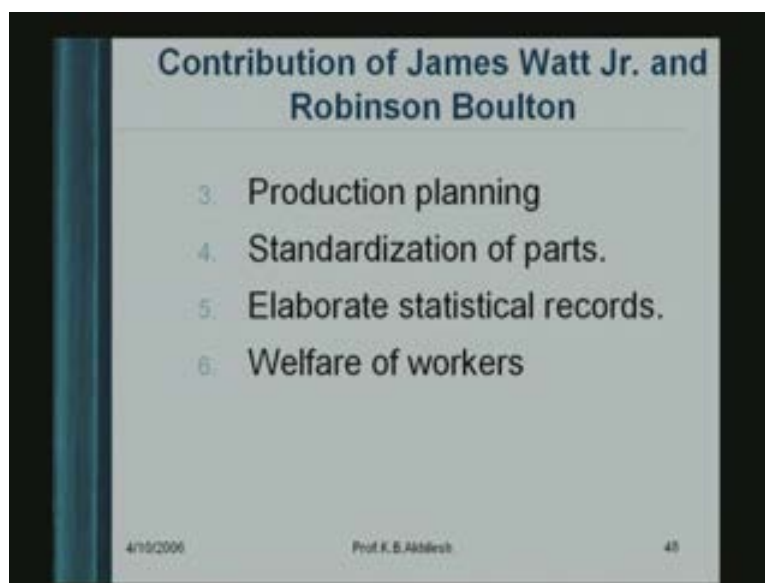 Contribution of James Watt Jr. and
Robinson Boulton
3. Production planning
4. Standardization of parts.
5. Elaborate statistical records.
6. Welfare of workers
4/10/2006 Prof.K.B.Akhilesh 48